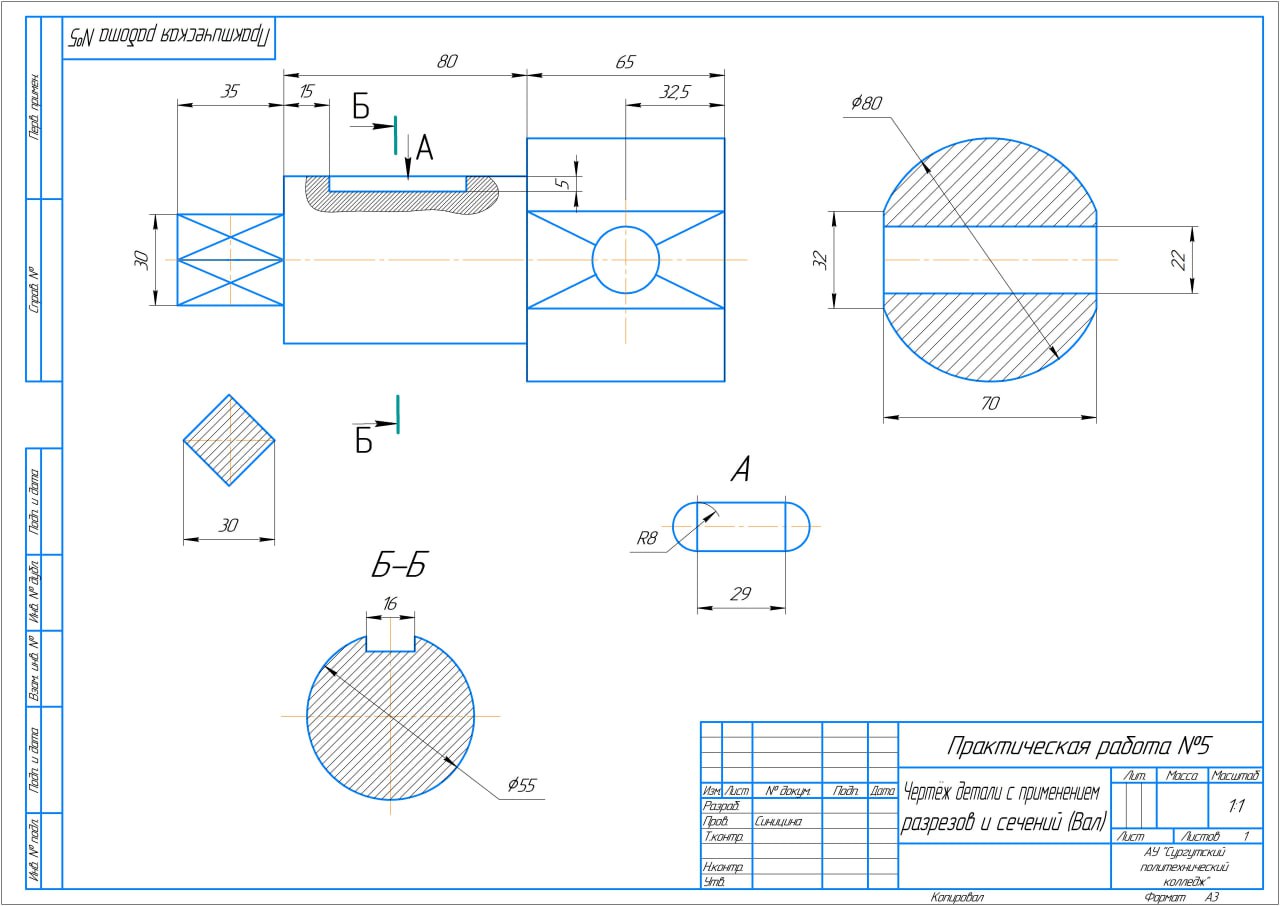 Практическая работа №5
Перв. примен.
Справ. №
Подп. и дата
Инв. № дубл.
Взам. инв. №
Подп. и дата
Инв. № подл.
80
65
35
15
32,5
Б
А
5
30
Б
30
⌀80
32
22
70
А
R8
29
Б–Б
16
⌀55
Практическая работа №5
Чертёж детали с применением
разрезов и сечений (Вал)
Лит.
Масса
Масштаб
1:1
Лист
Листов 1
АУ "Сургутский
политехнический
колледж"
Изм. Лист № докум. Подп. Дата
Разраб.
Пров. Синицина
Т.контр.
Н.контр.
Утв.
Копировал
Формат А3